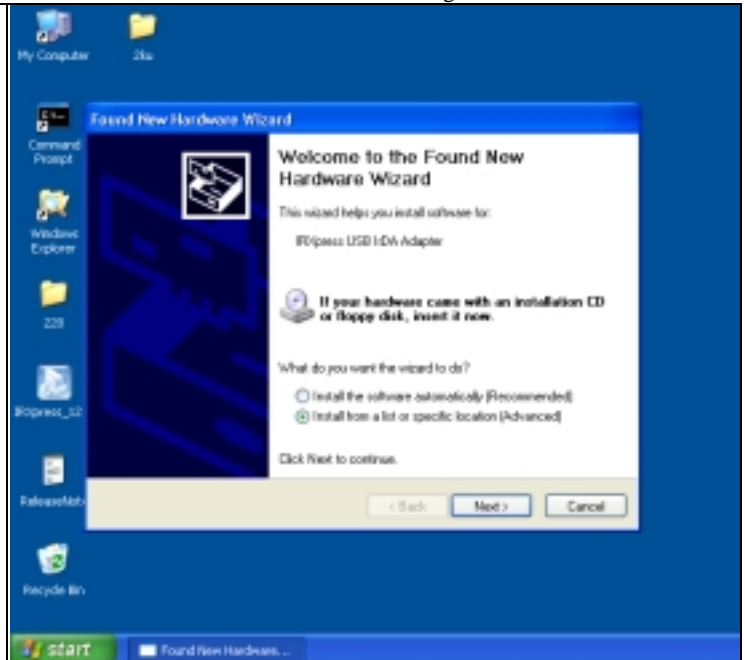 My Computer
2ku
Command
Prompt
Windows
Explorer
220
IRXpress_12
ReleaseNote
Recycle Bin
Found New Hardware Wizard
Welcome to the Found New
Hardware Wizard
This wizard helps you install software for:
IRXpress USB IrDA Adapter
If your hardware came with an installation CD
or floppy disk, insert it now.
What do you want the wizard to do?
Install the software automatically (Recommended)
Install from a list or specific location (Advanced)
Click Next to continue.
< Back
Next >
Cancel
start
Found New Hardware...